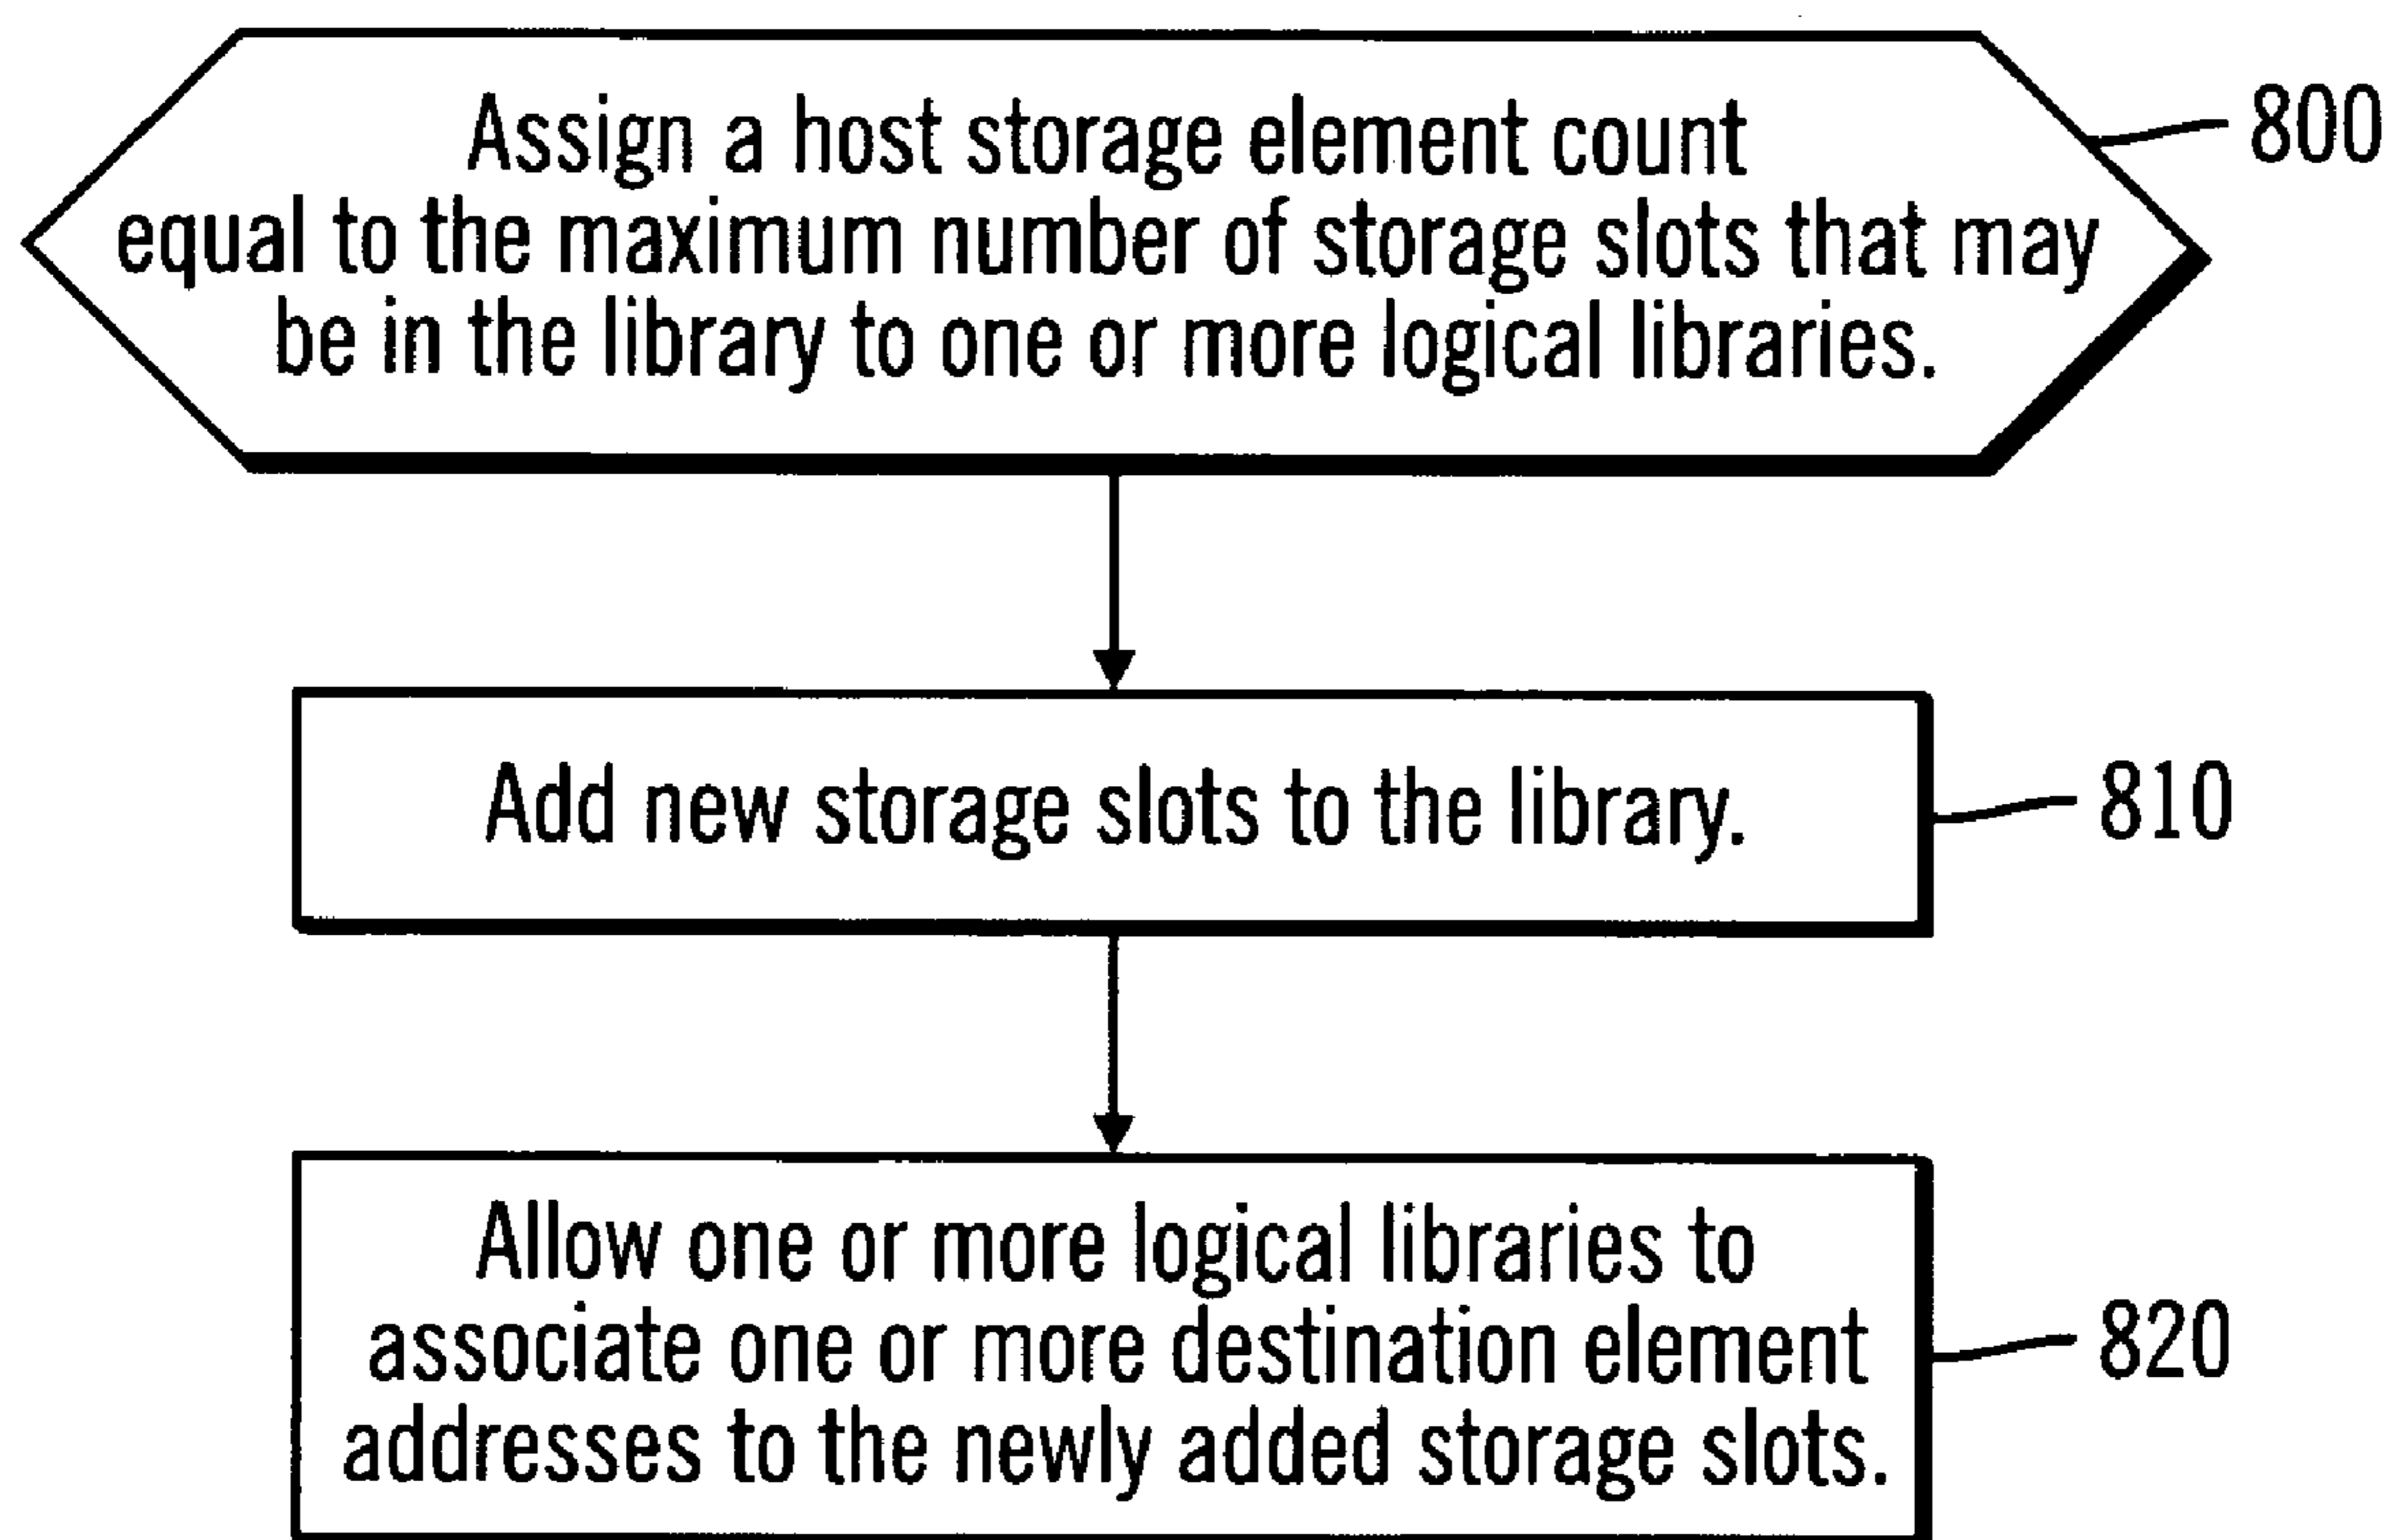 Assign a host storage element count
equal to the maximum number of storage slots that may
be in the library to one or more logical libraries.
800
Add new storage slots to the library.
810
Allow one or more logical libraries to
associate one or more destination element
addresses to the newly added storage slots.
820